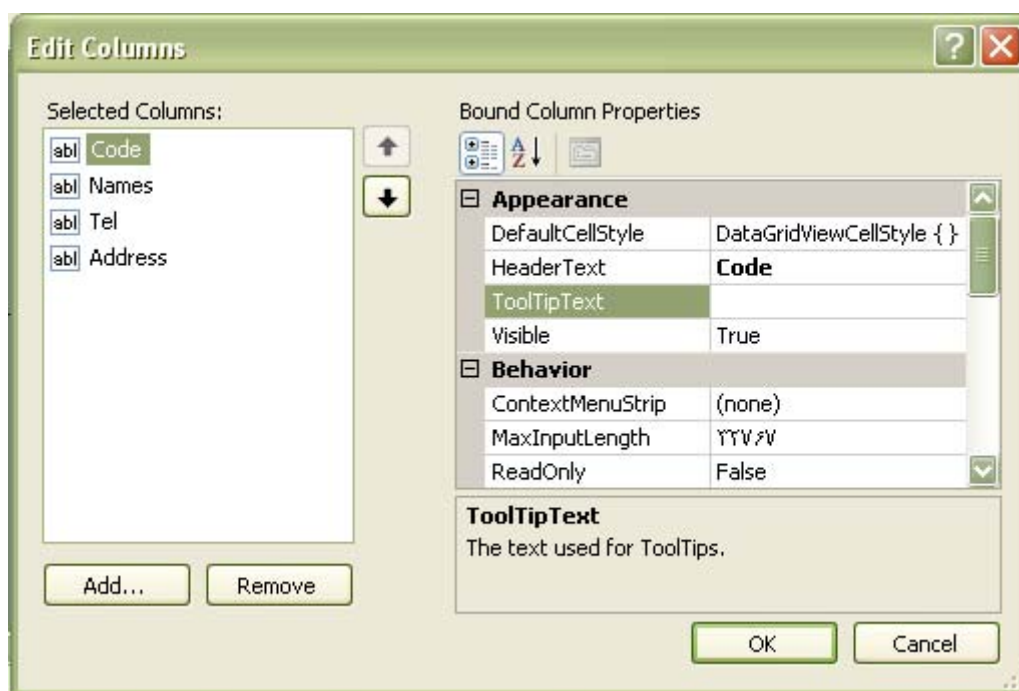 Edit Columns
Selected Columns:
abl Code
abl Names
abl Tel
abl Address
Add...
Remove
Bound Column Properties
Appearance
DefaultCellStyle DataGridViewCellStyle { }
HeaderText Code
ToolTipText
Visible True
Behavior
ContextMenuStrip (none)
MaxInputLength ۳۲۷۶۷
ReadOnly False
ToolTipText
The text used for ToolTips.
OK
Cancel